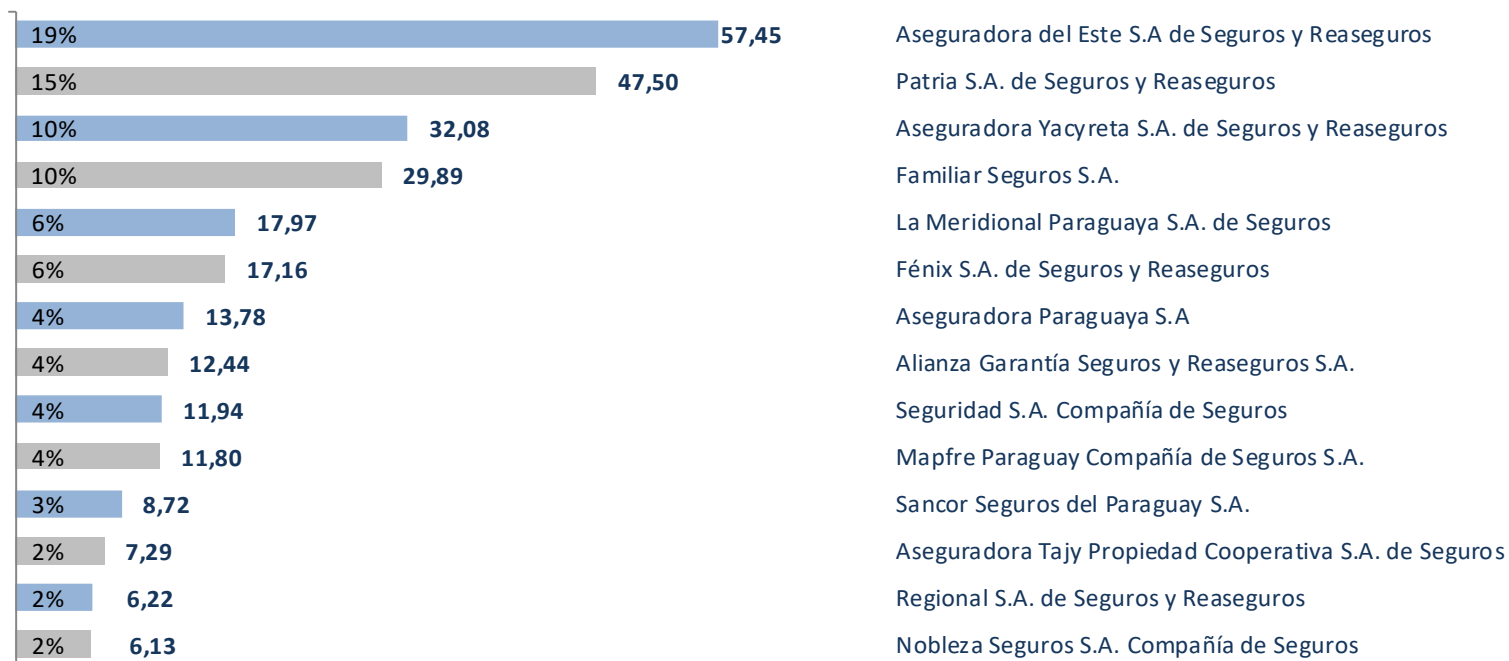 19% 57,45 Aseguradora del Este S.A de Seguros y Reaseguros
15% 47,50 Patria S.A. de Seguros y Reaseguros
10% 32,08 Aseguradora Yacyreta S.A. de Seguros y Reaseguros
10% 29,89 Familiar Seguros S.A.
6% 17,97 La Meridional Paraguaya S.A. de Seguros
6% 17,16 Fénix S.A. de Seguros y Reaseguros
4% 13,78 Aseguradora Paraguaya S.A
4% 12,44 Alianza Garantía Seguros y Reaseguros S.A.
4% 11,94 Seguridad S.A. Compañía de Seguros
4% 11,80 Mapfre Paraguay Compañía de Seguros S.A.
3% 8,72 Sancor Seguros del Paraguay S.A.
2% 7,29 Aseguradora Tajy Propiedad Cooperativa S.A. de Seguros
2% 6,22 Regional S.A. de Seguros y Reaseguros
2% 6,13 Nobleza Seguros S.A. Compañía de Seguros